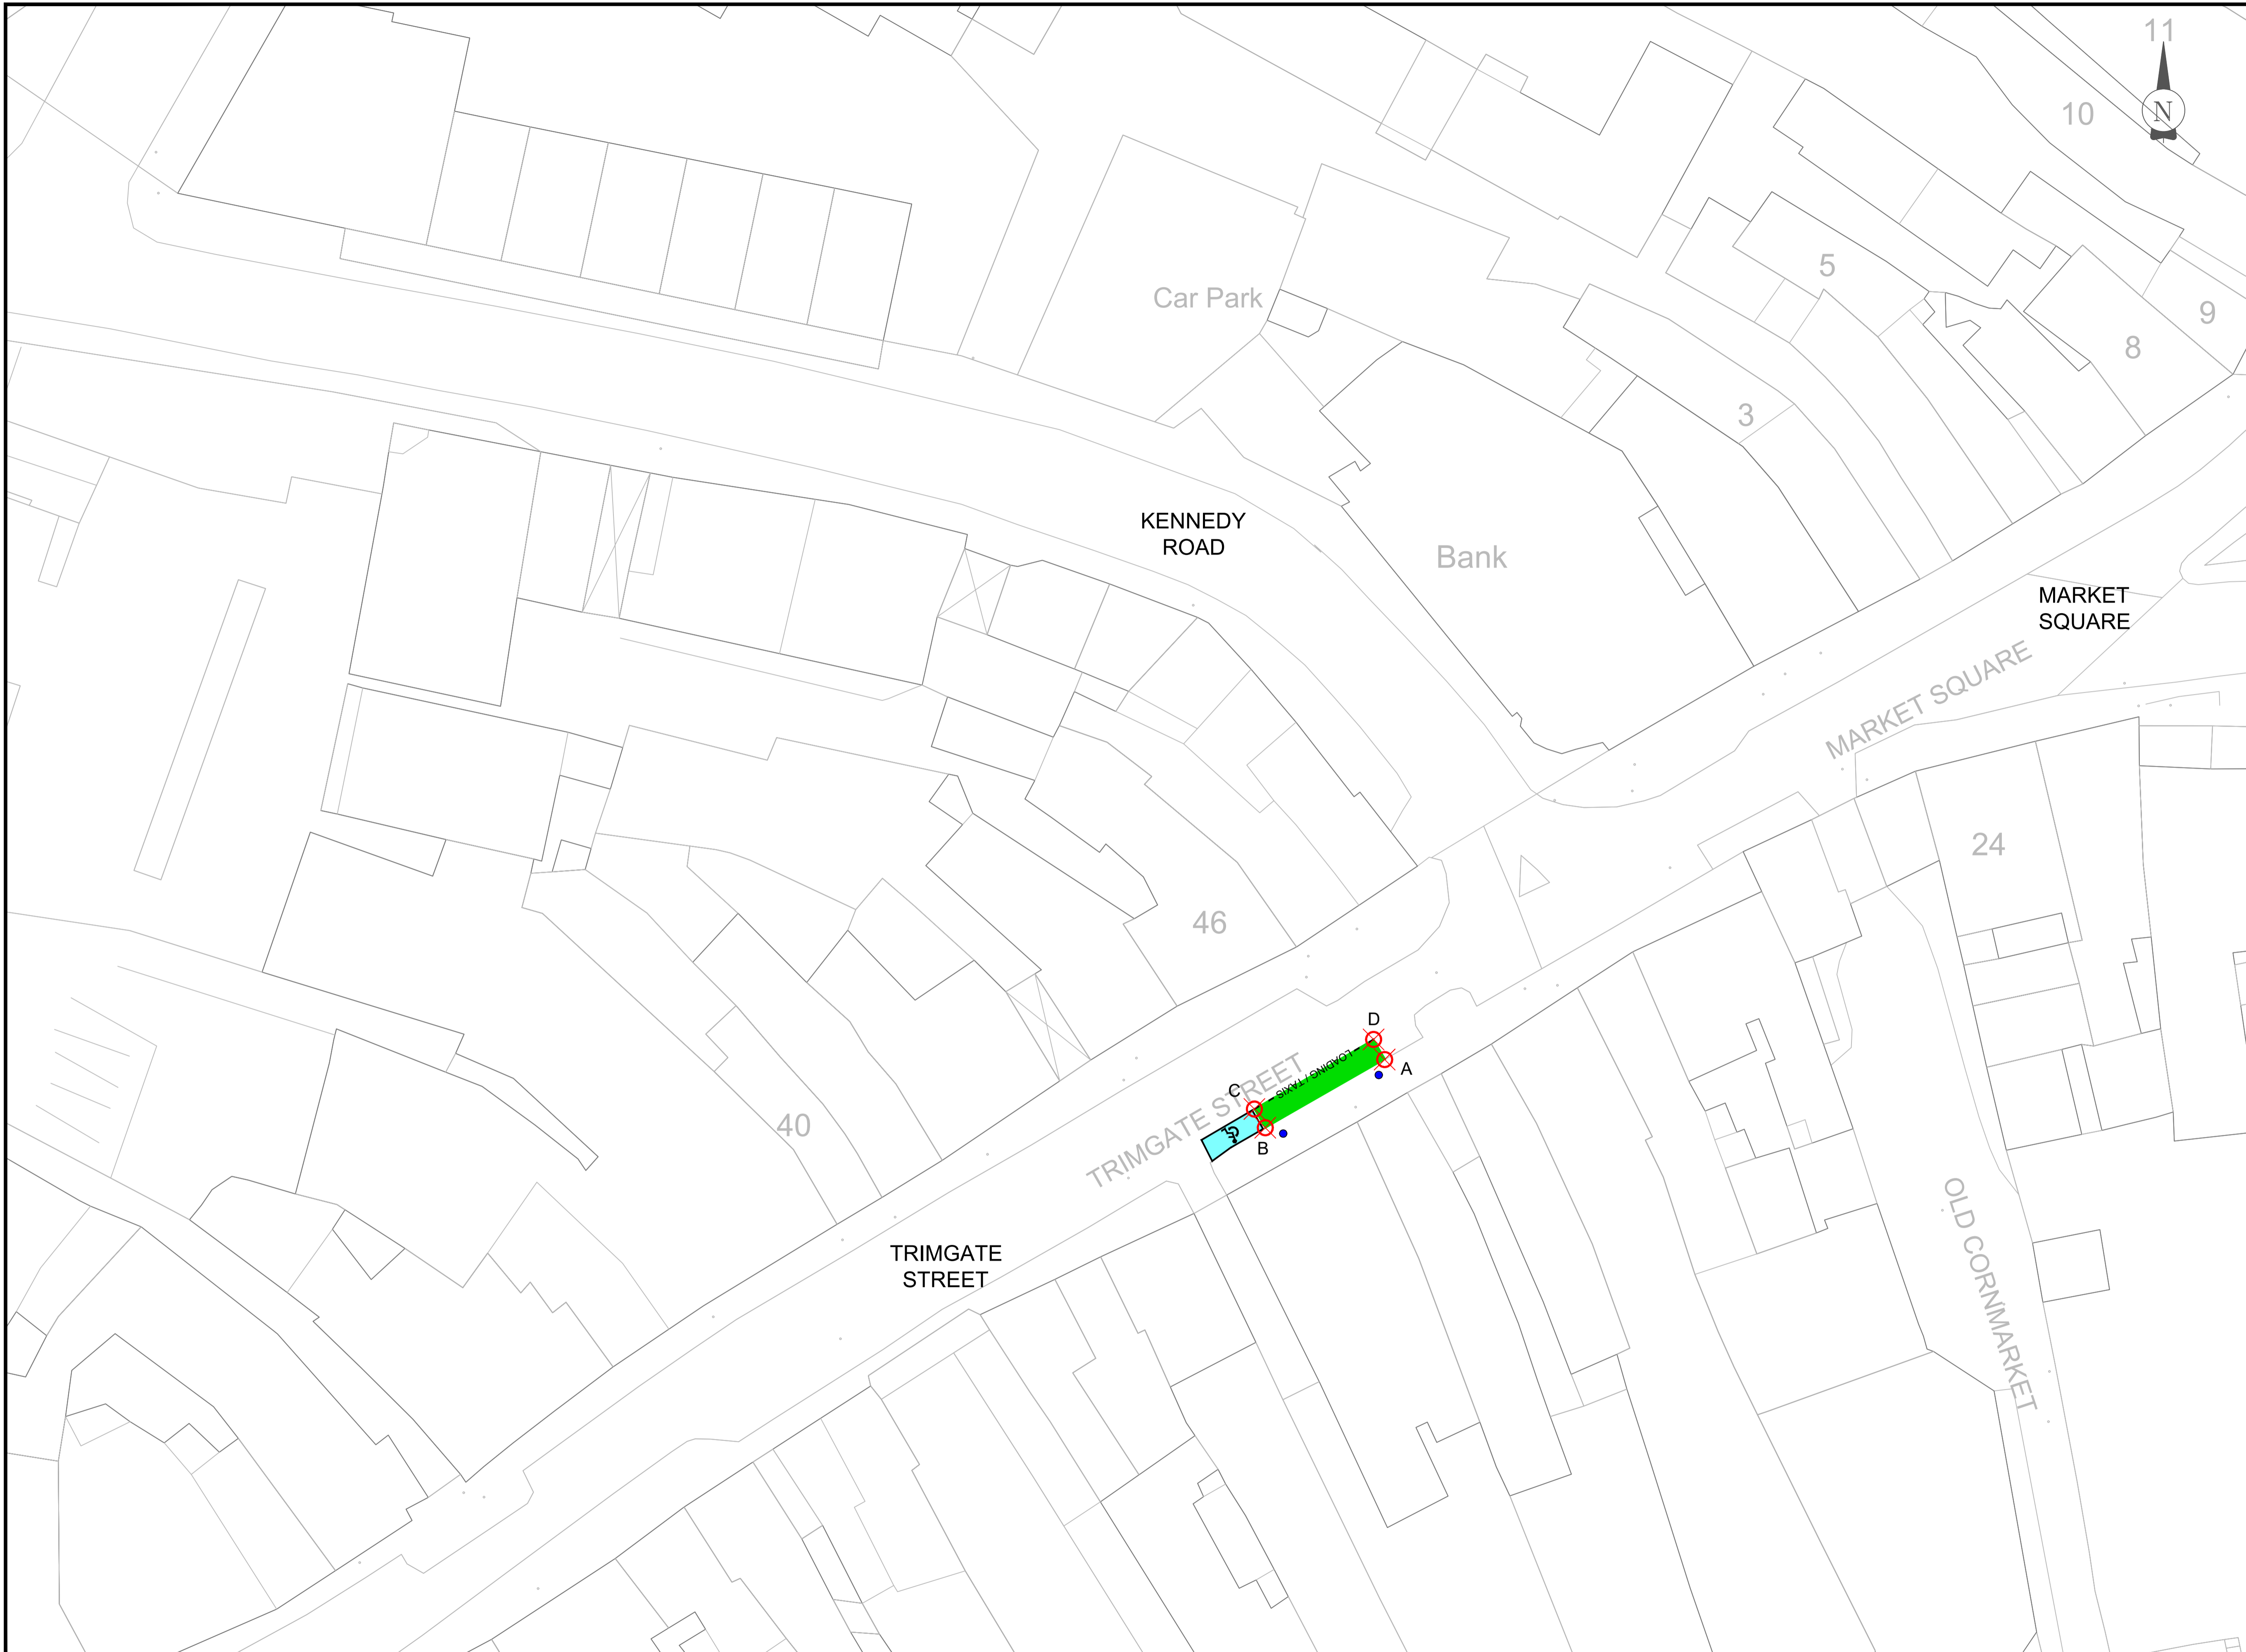 11
10
N
5
Car Park
9
8
3
KENNEDY
ROAD
Bank
MARKET
SQUARE
MARKET SQUARE
24
46
D
LOADING / TAXIS
A
C
B
TRIMGATE STREET
40
OLD CORNMARKET
TRIMGATE
STREET